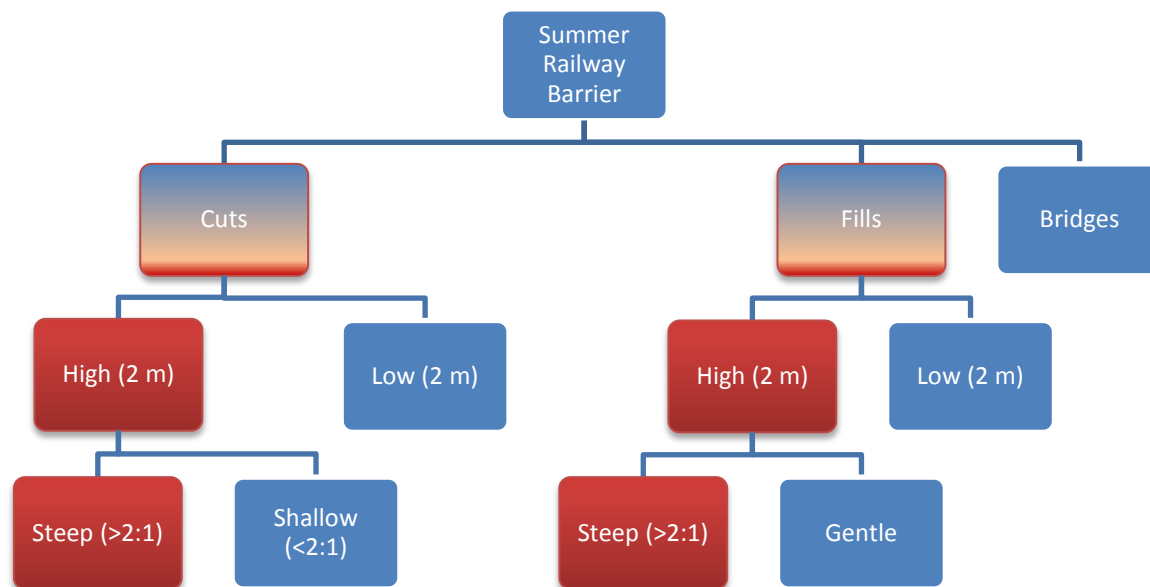 Summer
Railway
Barrier
Cuts
Fills
Bridges
High (2 m)
Low (2 m)
High (2 m)
Low (2 m)
Steep (>2:1)
Shallow
(<2:1)
Steep (>2:1)
Gentle